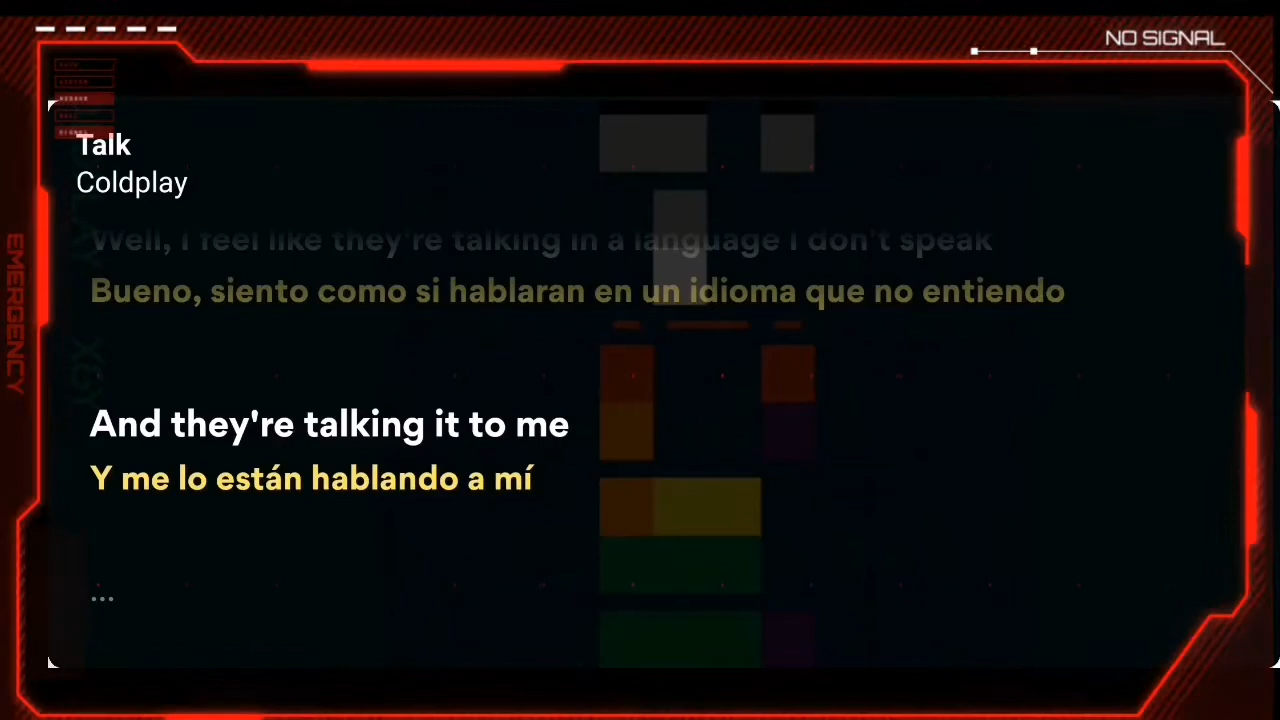 NO SIGNAL
Talk
Coldplay
Well, I feel like they're talking in a language I don't speak
Bueno, siento como si hablaran en un idioma que no entiendo
EMERGENCY
And they're talking it to me
Y me lo están hablando a mí
...